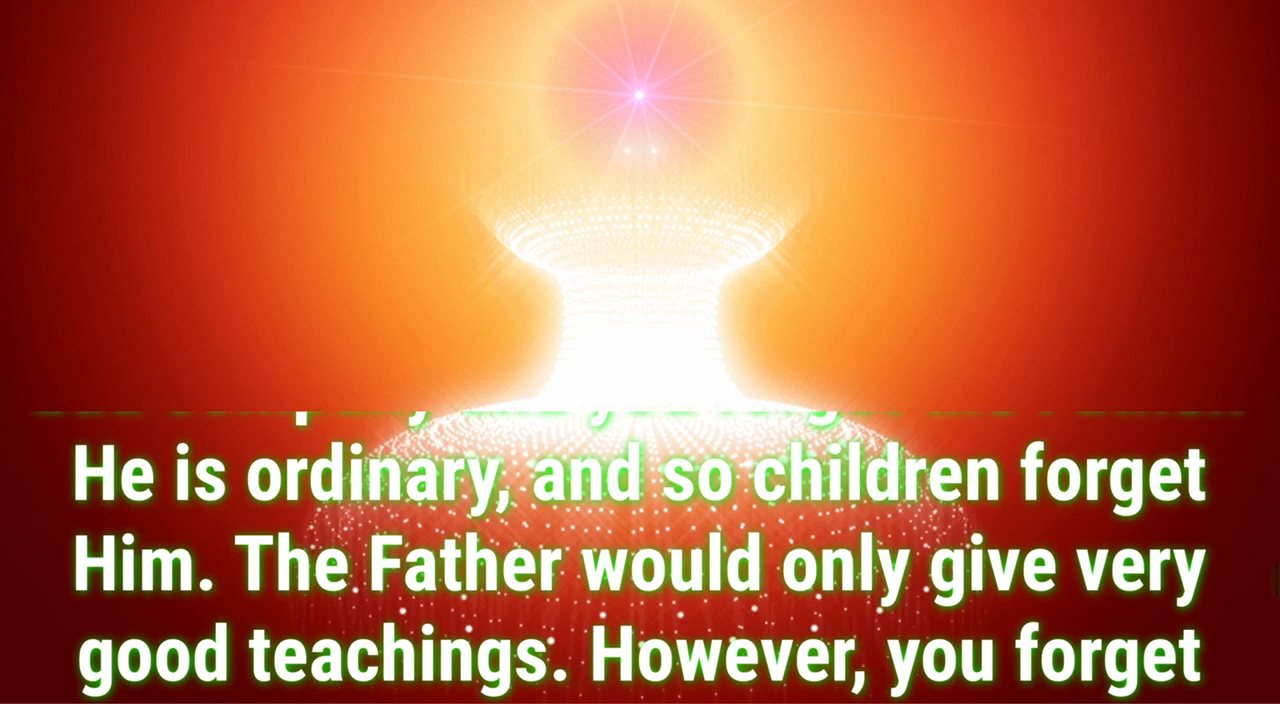 He is ordinary, and so children forget
Him. The Father would only give very
good teachings. However, you forget